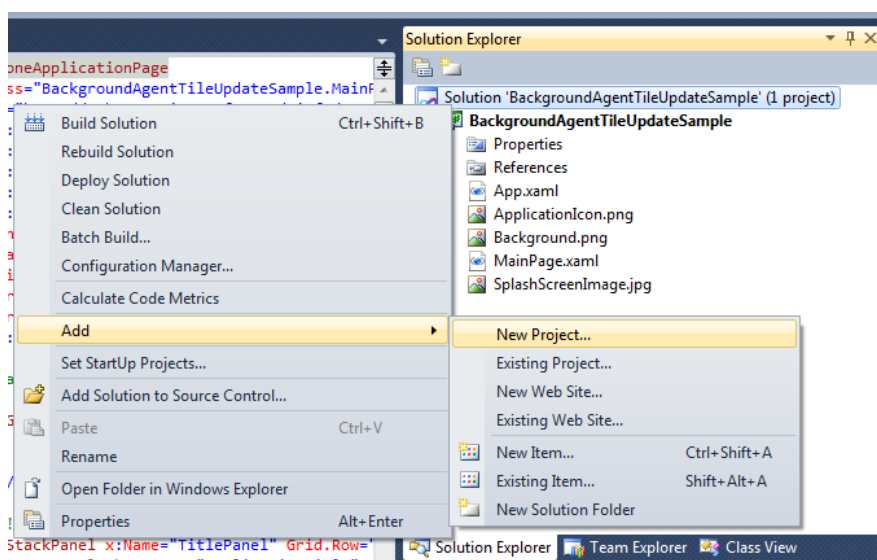 Solution Explorer
oneApplicationPage
ss="BackgroundAgentTileUpdateSample.MainP
Solution 'BackgroundAgentTileUpdateSample' (1 project)
BackgroundAgentTileUpdateSample
Properties
References
App.xaml
ApplicationIcon.png
Background.png
MainPage.xaml
SplashScreenImage.jpg
Build Solution Ctrl+Shift+B
Rebuild Solution
Deploy Solution
Clean Solution
Batch Build...
Configuration Manager...
Calculate Code Metrics
Add
Set StartUp Projects...
Add Solution to Source Control...
Paste Ctrl+V
Rename
Open Folder in Windows Explorer
Properties Alt+Enter
New Project...
Existing Project...
New Web Site...
Existing Web Site...
New Item... Ctrl+Shift+A
Existing Item... Shift+Alt+A
New Solution Folder
StackPanel x:Name="TitlePanel" Grid.Row="
Solution Explorer Team Explorer Class View